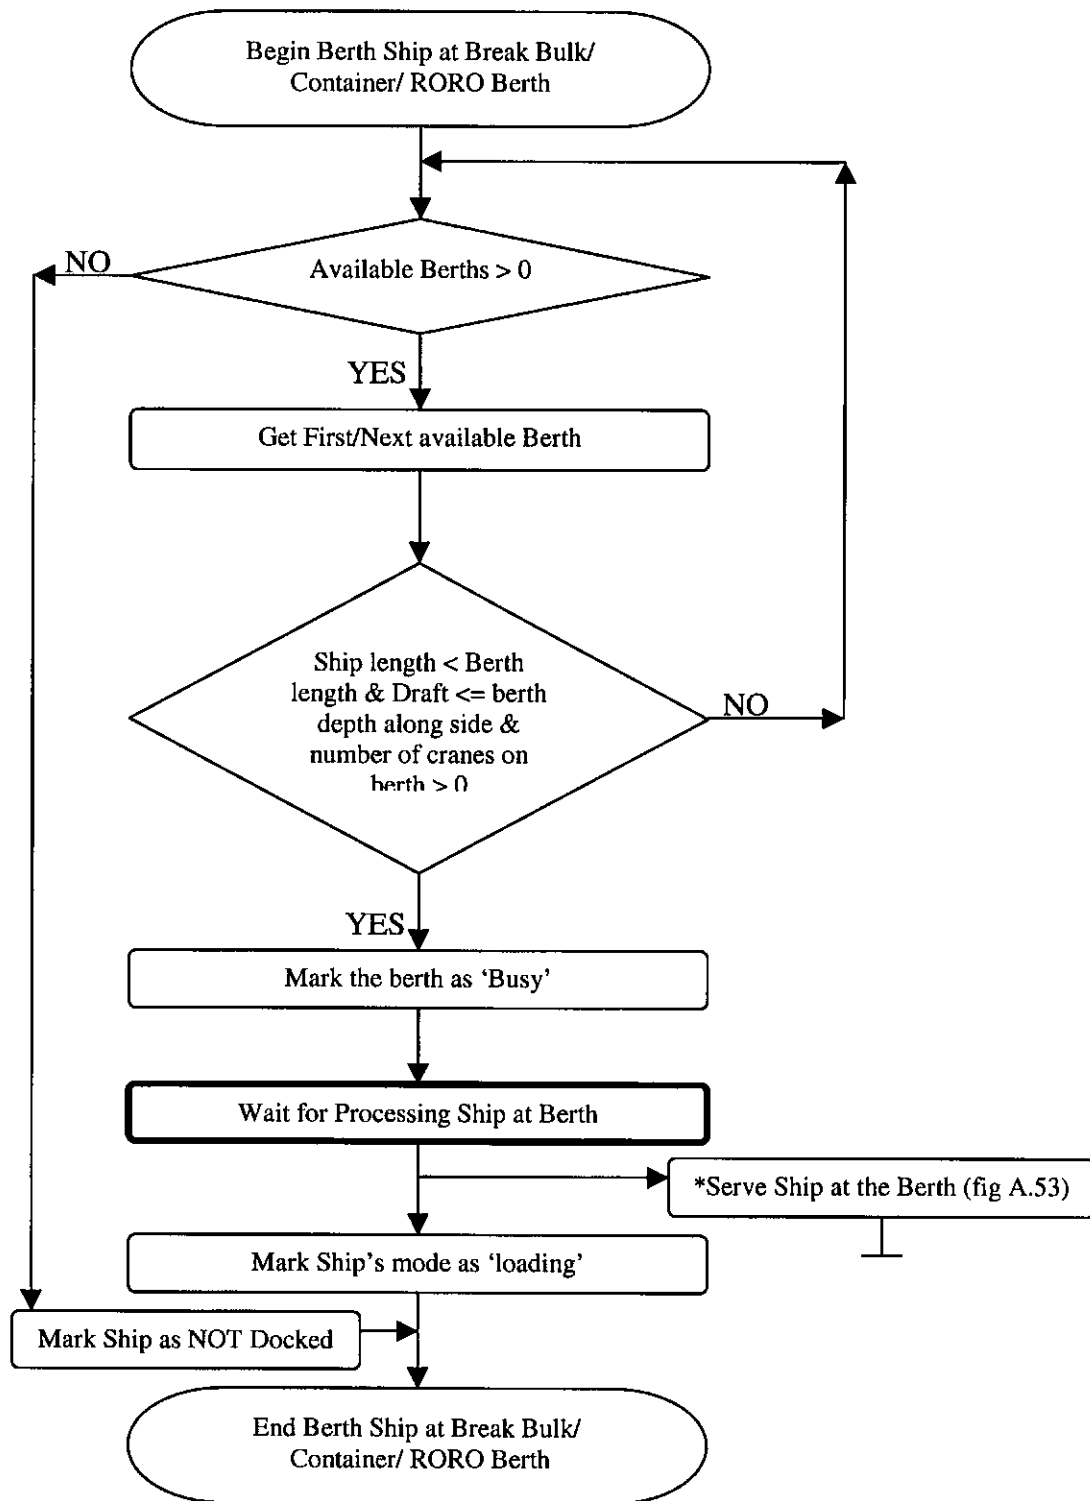 Begin Berth Ship at Break Bulk/
Container/ RORO Berth
NO
Available Berths > 0
YES
Get First/Next available Berth
Ship length < Berth
length & Draft <= berth
depth along side &
number of cranes on
berth > 0
NO
YES
Mark the berth as ‘Busy’
Wait for Processing Ship at Berth
*Serve Ship at the Berth (fig A.53)
Mark Ship's mode as ‘loading’
Mark Ship as NOT Docked
End Berth Ship at Break Bulk/
Container/ RORO Berth